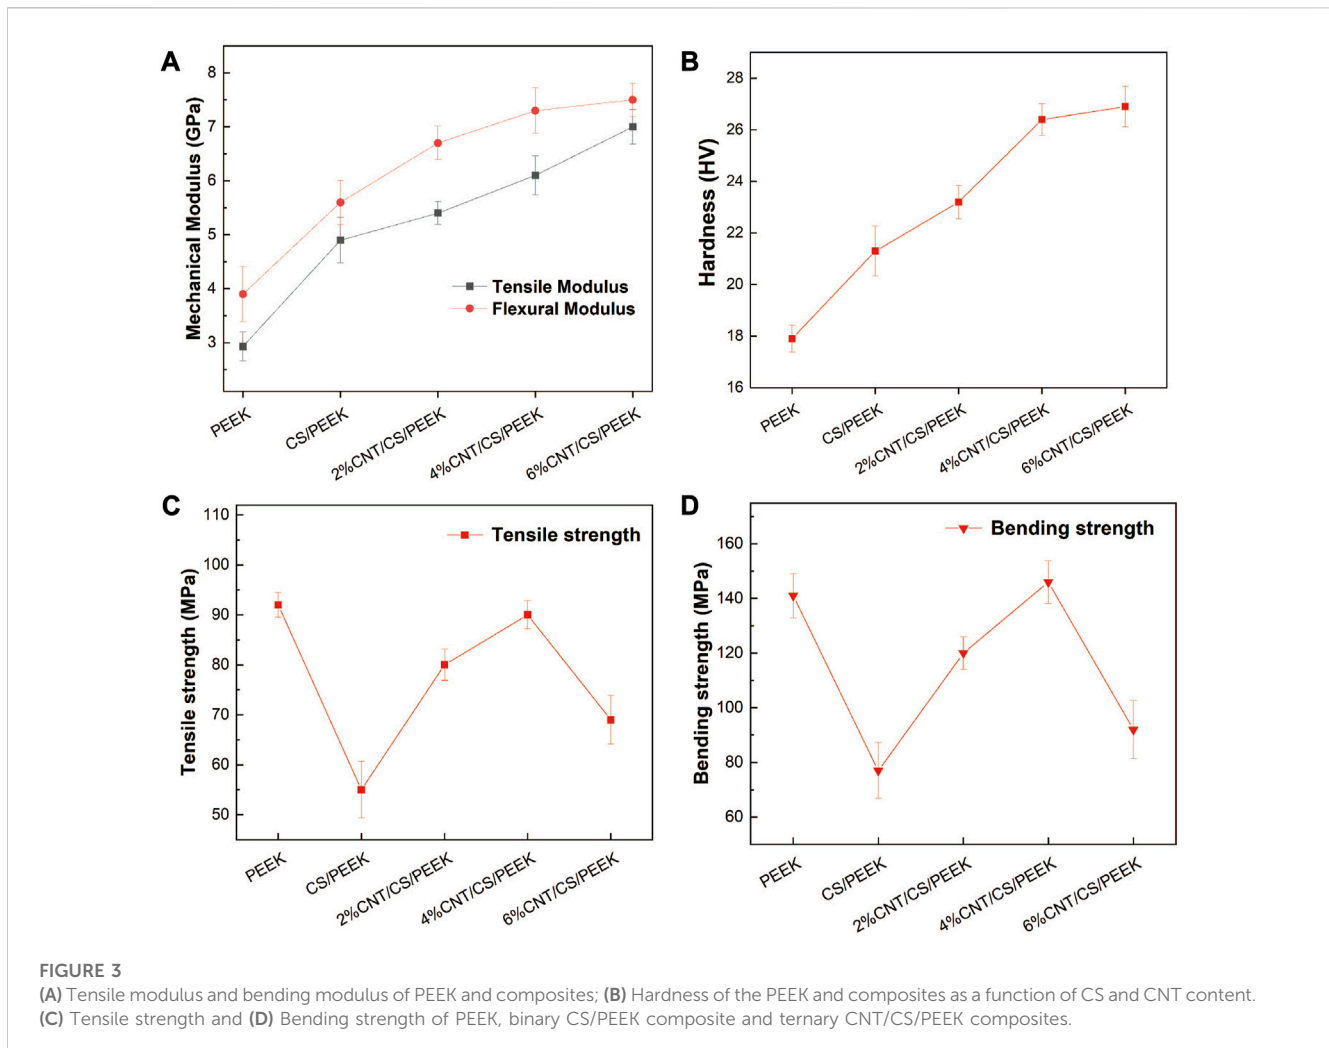 A
Mechanical Modulus (GPa)
8
7
6
5
4
3
Tensile Modulus
Flexural Modulus
PEEK
CS/PEEK
2%CNT/CS/PEEK
4%CNT/CS/PEEK
6%CNT/CS/PEEK
B
Hardness (HV)
28
26
24
22
20
18
16
PEEK
CS/PEEK
2%CNT/CS/PEEK
4%CNT/CS/PEEK
6%CNT/CS/PEEK
C
Tensile strength (MPa)
110
100
90
80
70
60
50
Tensile strength
PEEK
CS/PEEK
2%CNT/CS/PEEK
4%CNT/CS/PEEK
6%CNT/CS/PEEK
D
Bending strength (MPa)
160
140
120
100
80
60
Bending strength
PEEK
CS/PEEK
2%CNT/CS/PEEK
4%CNT/CS/PEEK
6%CNT/CS/PEEK
FIGURE 3
(A) Tensile modulus and bending modulus of PEEK and composites; (B) Hardness of the PEEK and composites as a function of CS and CNT content.
(C) Tensile strength and (D) Bending strength of PEEK, binary CS/PEEK composite and ternary CNT/CS/PEEK composites.